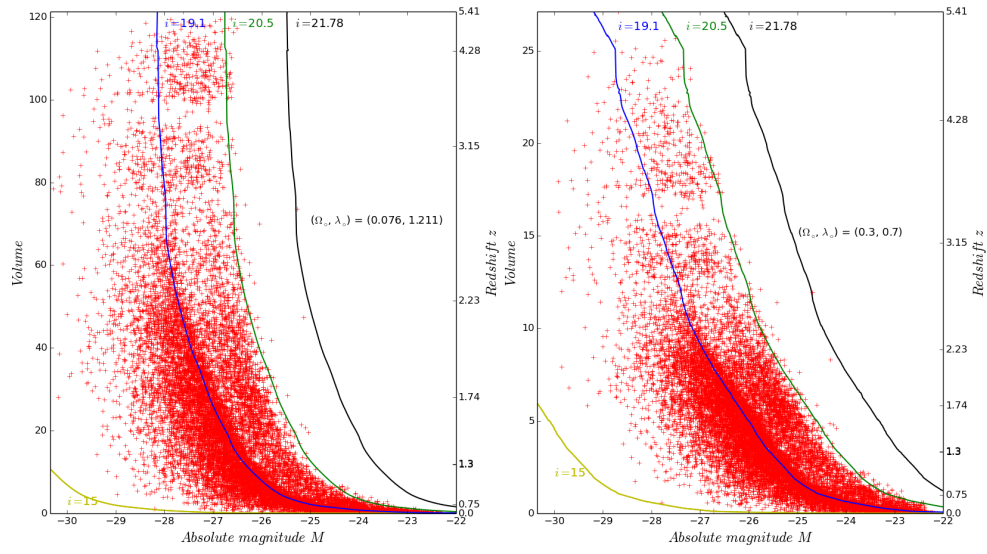 i=19.1
i=20.5
i=21.78
(Ω∘, λ∘) = (0.076, 1.211)
i=15
Volume
120
100
80
60
40
20
0
−30
−29
−28
−27
−26
−25
−24
−23
−22
Absolute magnitude M
5.41
4.28
3.15
2.23
1.74
1.3
0.75
0.0
Redshift z
i=19.1
i=20.5
i=21.78
(Ω∘, λ∘) = (0.3, 0.7)
i=15
Volume
25
20
15
10
5
0
−30
−29
−28
−27
−26
−25
−24
−23
−22
Absolute magnitude M
5.41
4.28
3.15
2.23
1.74
1.3
0.75
0.0
Redshift z